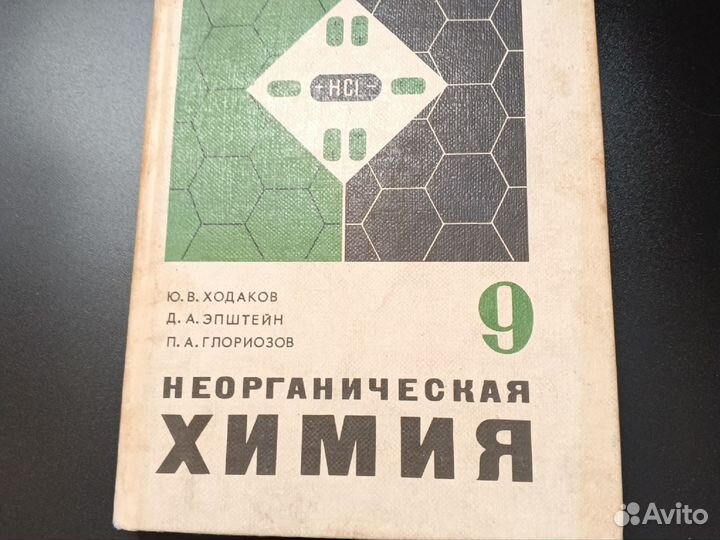 +HCl-
Ю. В. ХОДАКОВ
Д. А. ЭПШТЕЙН
П. А. ГЛОРИОЗОВ
9
НЕОРГАНИЧЕСКАЯ
ХИМИЯ
Avito